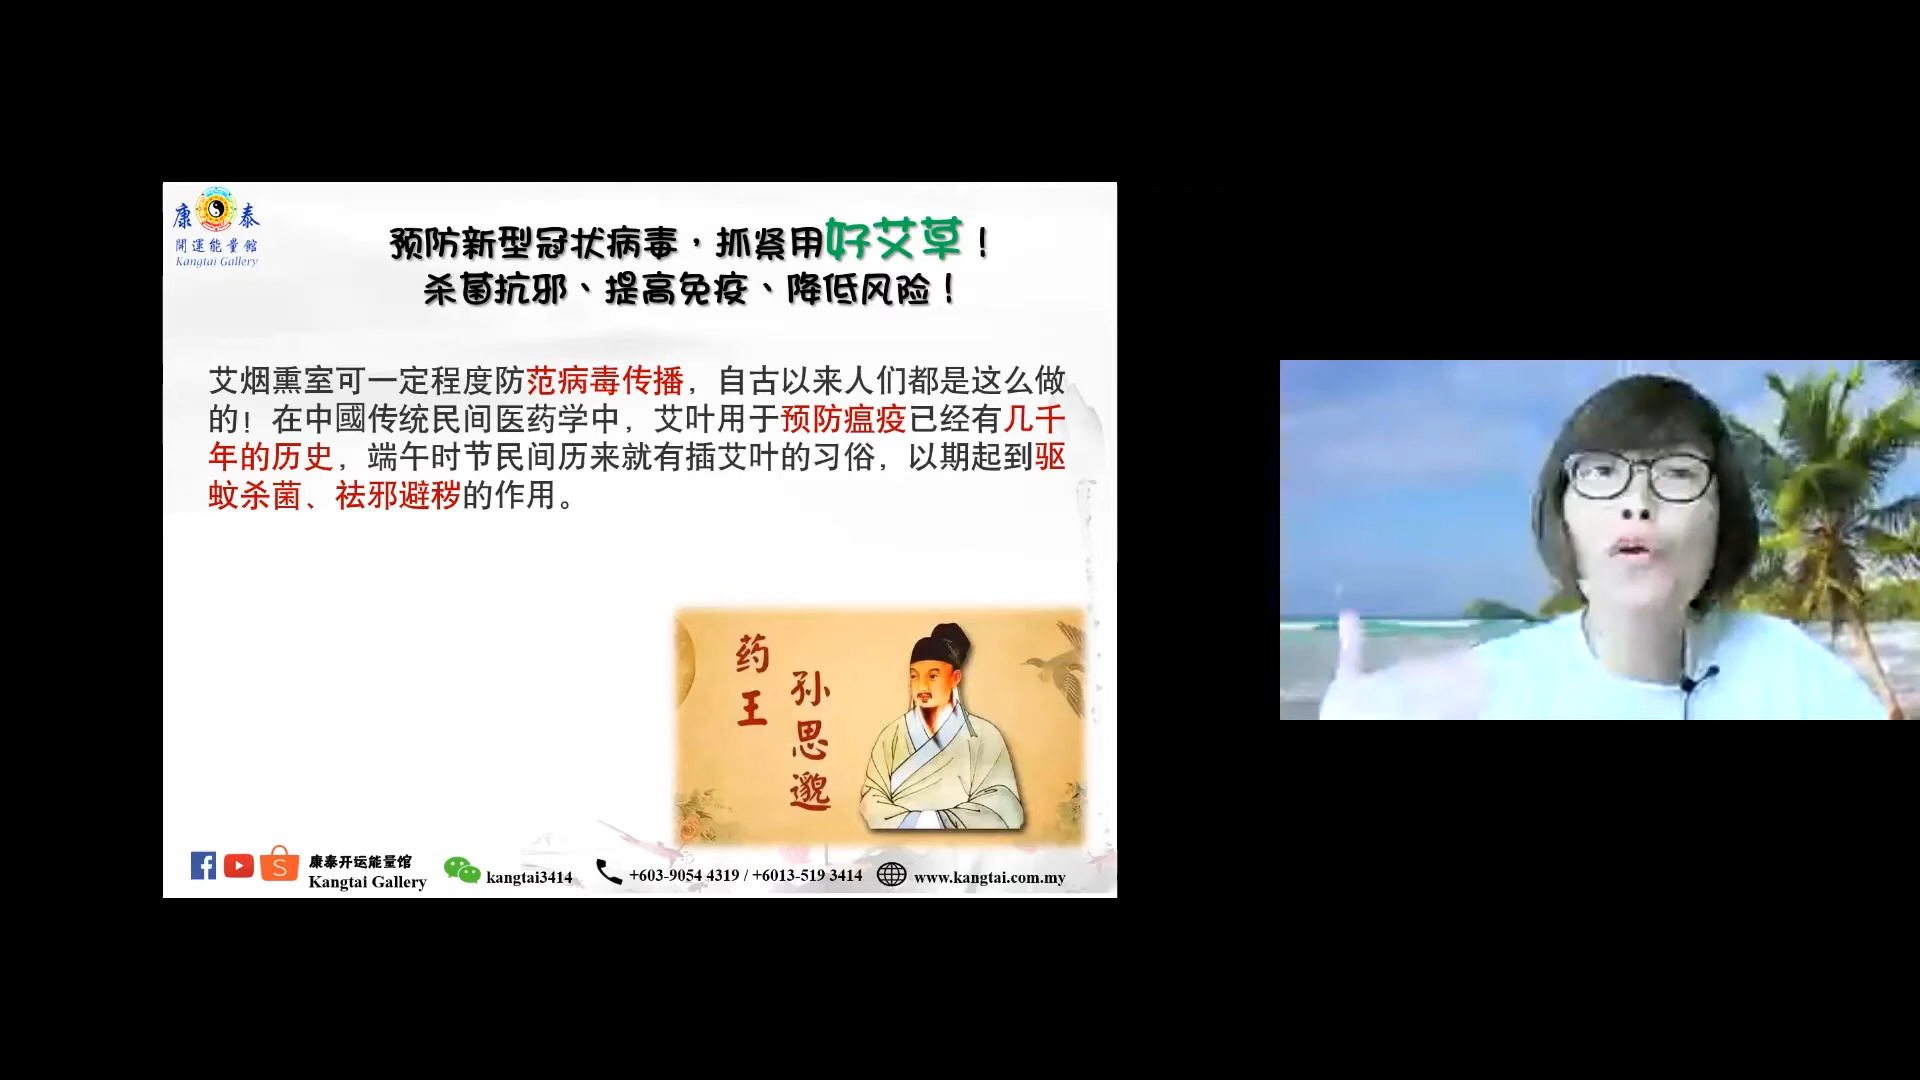 康 泰
開運能量館
Kangtai Gallery
预防新型冠状病毒，抓紧用好艾草！
杀菌抗邪、提高免疫、降低风险！
艾烟熏室可一定程度防范病毒传播，自古以来人们都是这么做
的！在中國传统民间医药学中，艾叶用于预防瘟疫已经有几千
年的历史，端午时节民间历来就有插艾叶的习俗，以期起到驱
蚊杀菌、祛邪避秽的作用。
药王
孙思邈
康泰开运能量馆
Kangtai Gallery
kangtai3414
+603-9054 4319 / +6013-519 3414
www.kangtai.com.my